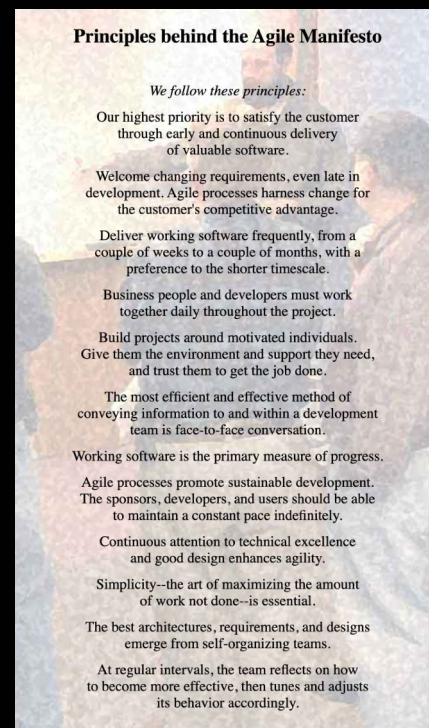 Principles behind the Agile Manifesto
We follow these principles:
Our highest priority is to satisfy the customer
through early and continuous delivery
of valuable software.
Welcome changing requirements, even late in
development. Agile processes harness change for
the customer's competitive advantage.
Deliver working software frequently, from a
couple of weeks to a couple of months, with a
preference to the shorter timescale.
Business people and developers must work
together daily throughout the project.
Build projects around motivated individuals.
Give them the environment and support they need,
and trust them to get the job done.
The most efficient and effective method of
conveying information to and within a development
team is face-to-face conversation.
Working software is the primary measure of progress.
Agile processes promote sustainable development.
The sponsors, developers, and users should be able
to maintain a constant pace indefinitely.
Continuous attention to technical excellence
and good design enhances agility.
Simplicity--the art of maximizing the amount
of work not done--is essential.
The best architectures, requirements, and designs
emerge from self-organizing teams.
At regular intervals, the team reflects on how
to become more effective, then tunes and adjusts
its behavior accordingly.